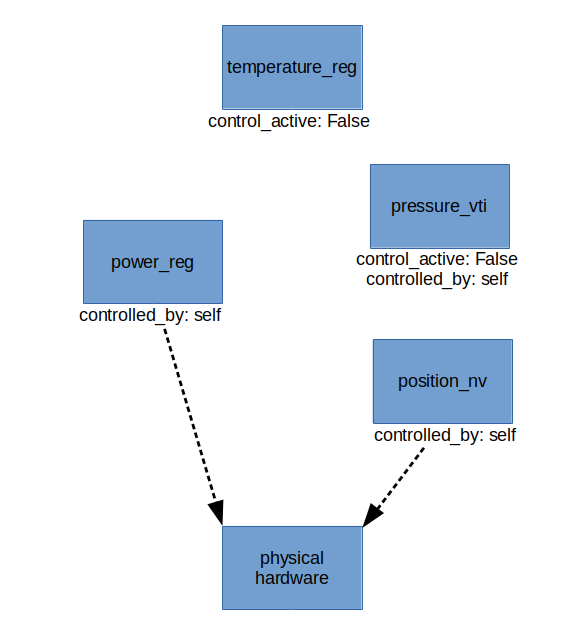 temperature_reg
control_active: False
pressure_vti
control_active: False
controlled_by: self
power_reg
controlled_by: self
position_nv
controlled_by: self
physical
hardware